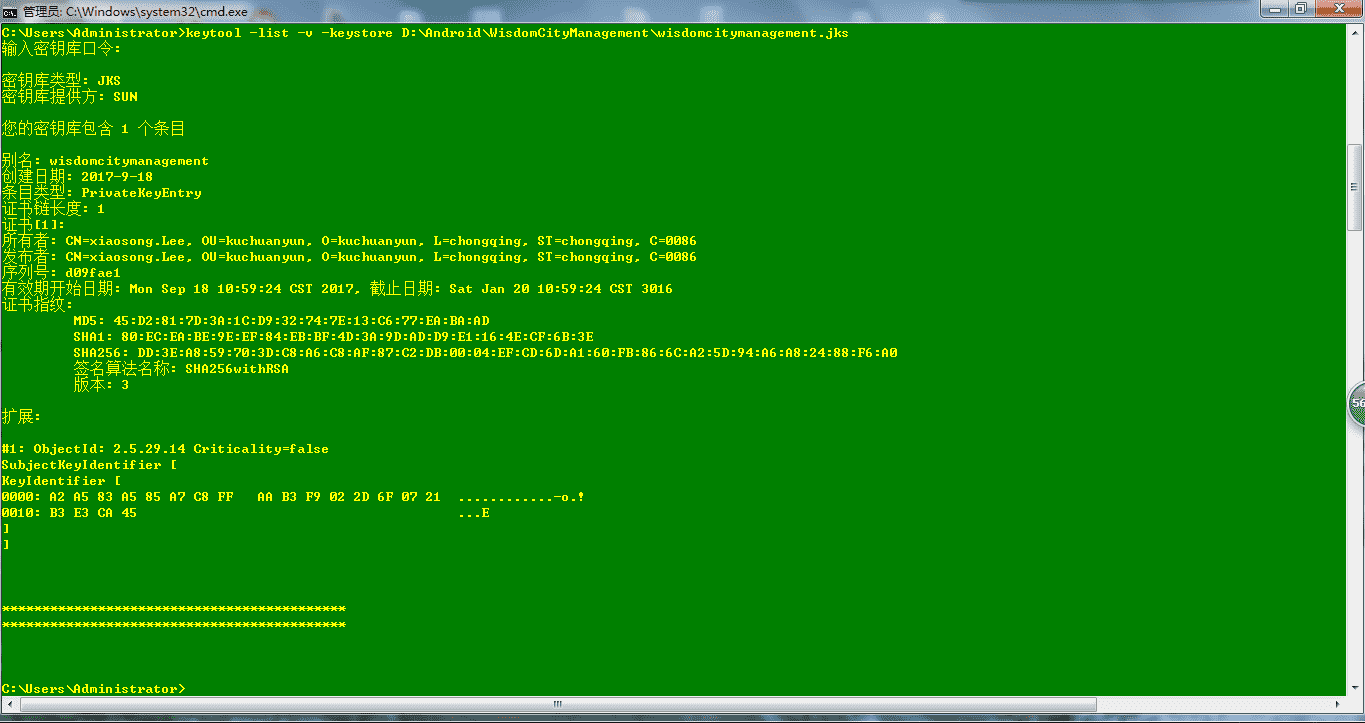 管理员: C:\Windows\system32\cmd.exe
C:\Users\Administrator>keytool -list -v -keystore D:\Android\WisdomCityManagement\wisdomcitymanagement.jks
输入密钥库口令:
密钥库类型: JKS
密钥库提供方: SUN
您的密钥库包含 1 个条目
别名: wisdomcitymanagement
创建日期: 2017-9-18
条目类型: PrivateKeyEntry
证书链长度: 1
证书[1]:
所有者: CN=xiaosong.Lee, OU=kuchuanyun, O=kuchuanyun, L=chongqing, ST=chongqing, C=0086
发布者: CN=xiaosong.Lee, OU=kuchuanyun, O=kuchuanyun, L=chongqing, ST=chongqing, C=0086
序列号: d09fae1
有效期开始日期: Mon Sep 18 10:59:24 CST 2017, 截止日期: Sat Jan 20 10:59:24 CST 3016
证书指纹:
MD5: 45:D2:81:7D:3A:1C:D9:32:74:7E:13:C6:77:EA:BA:AD
SHA1: 80:EC:EA:BE:9E:EF:84:EB:BF:4D:3A:9D:AD:D9:E1:16:4E:CF:6B:3E
SHA256: DD:3E:A8:59:70:3D:C8:A6:C8:AF:87:C2:DB:00:04:EF:CD:6D:A1:60:FB:86:6C:A2:5D:94:A6:A8:24:88:F6:A0
签名算法名称: SHA256withRSA
版本: 3
扩展:
#1: ObjectId: 2.5.29.14 Criticality=false
SubjectKeyIdentifier [
KeyIdentifier [
0000: A2 A5 83 A5 85 A7 C8 FF   AA B3 F9 02 2D 6F 07 21  ............-o.!
0010: B3 E3 CA 45                                        ...E
]
]
*******************************************
*******************************************
C:\Users\Administrator>
56